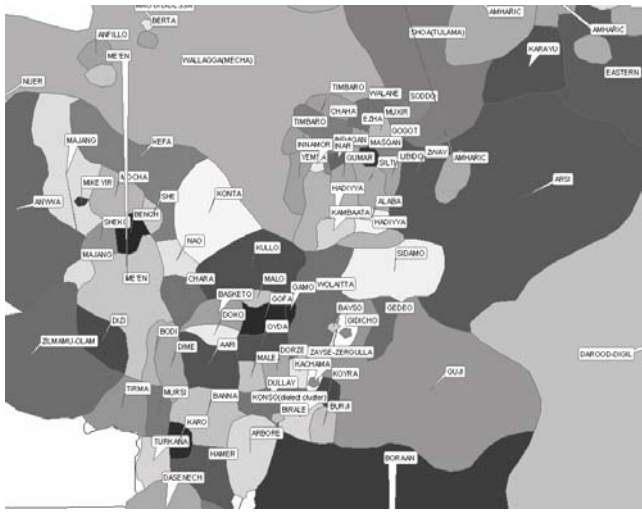 BERTA
ANFILLO
AMHARIC
AMHARIC
SHOA(TULAMA)
KARAYU
ME'EN
WALLAGGA(MECHA)
EASTERN
NUER
TIMBARO
WALANE
SODDO
CHAHA
MUXIR
TIMBARO
EZHA
GOGOT
MAJANG
KEFA
INNAMOR
INAR
MASQAN
ZWAY
YEMSA
GUMAR
SILTI
LIBIDO
AMHARIC
MIKEYIR
MOCHA
HADIYYA
ARSI
ANYWA
SHE
KONTA
ALABA
BENCH
KAMBAATA
SHEKO
HADIYYA
NAO
KULLO
SIDAMO
MAJANG
ME'EN
CHARA
MALO
GAMO
WOLAITTA
BASKETO
GOFA
BAYSO
GEDEO
DIZI
DOKO
GIDICHO
BODI
OYDA
ZILMAMU-OLAM
DIME
AARI
DORZE
ZAYSE-ZERGULLA
DAROOD-DIGIL
MALE
KACHAMA
GUJI
DULLAY
KOYRA
TIRMA
MURSI
BANNA
KONSO(dialect cluster)
BIRALE
BURJI
KARO
TURKANA
ARBORE
HAMER
BORAAN
DASENECH